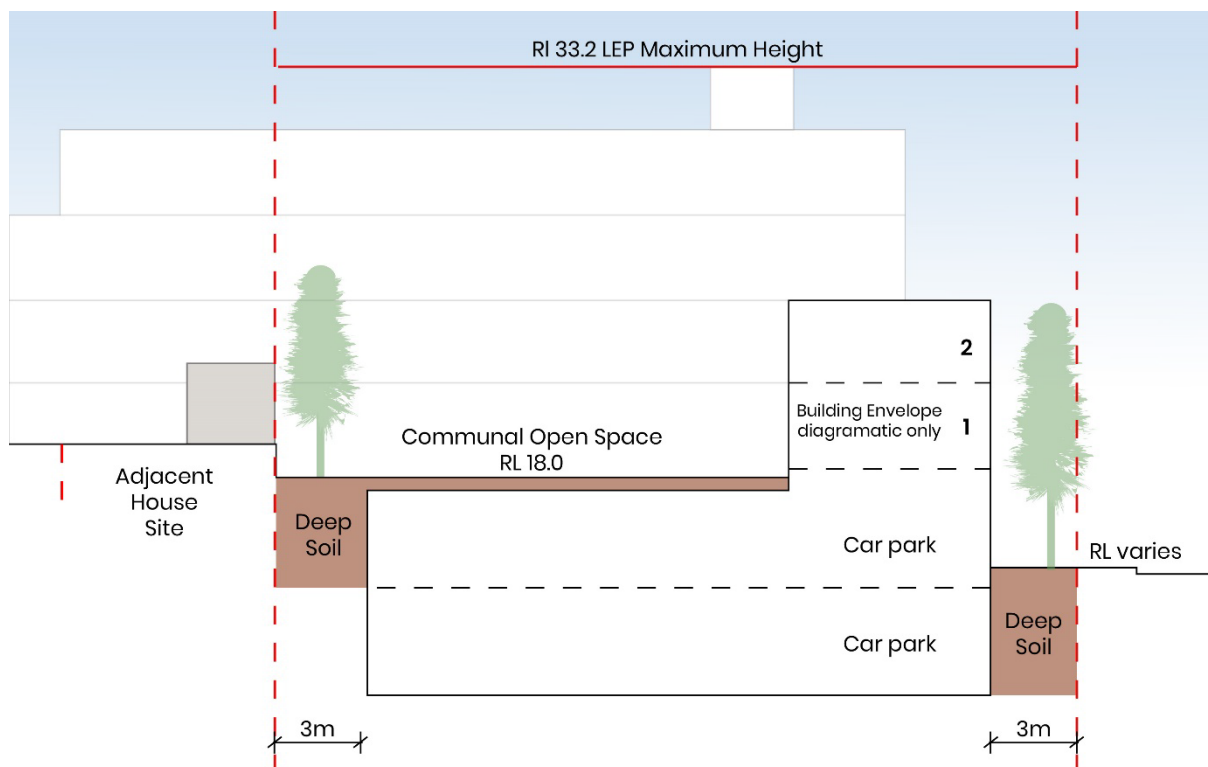 Rl 33.2 LEP Maximum Height
2
Building Envelope
diagramatic only
1
Communal Open Space
RL 18.0
Adjacent
House
Site
Deep
Soil
Car park
RL varies
Car park
Deep
Soil
3m
3m